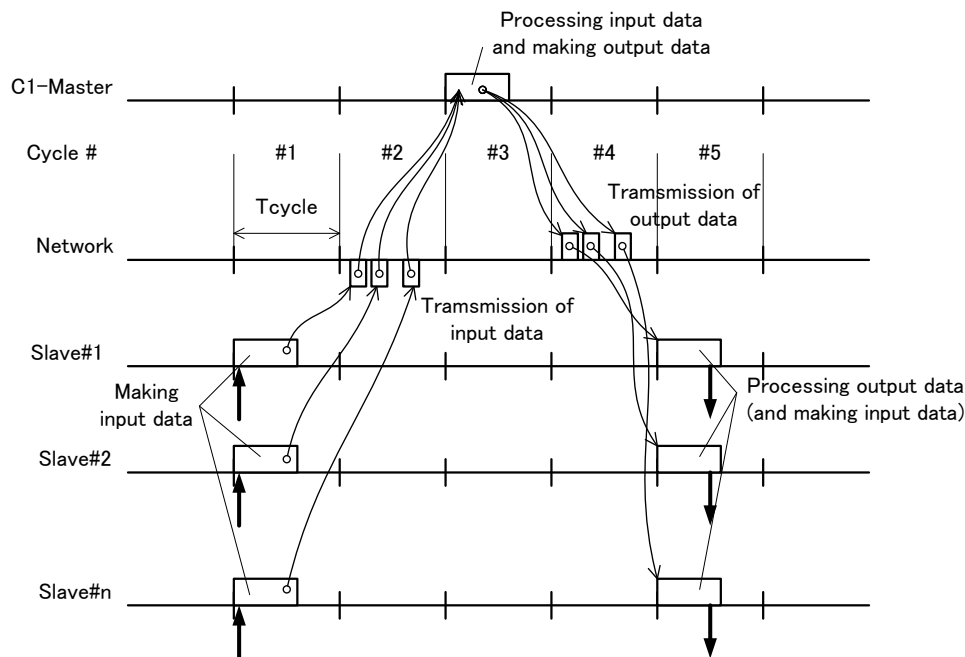 Processing input data
and making output data
C1-Master
Cycle #
#1
#2
#3
#4
#5
Tcycle
Tramsmission of
output data
Network
Tramsmission of
input data
Slave#1
Making
input data
Processing output data
(and making input data)
Slave#2
Slave#n